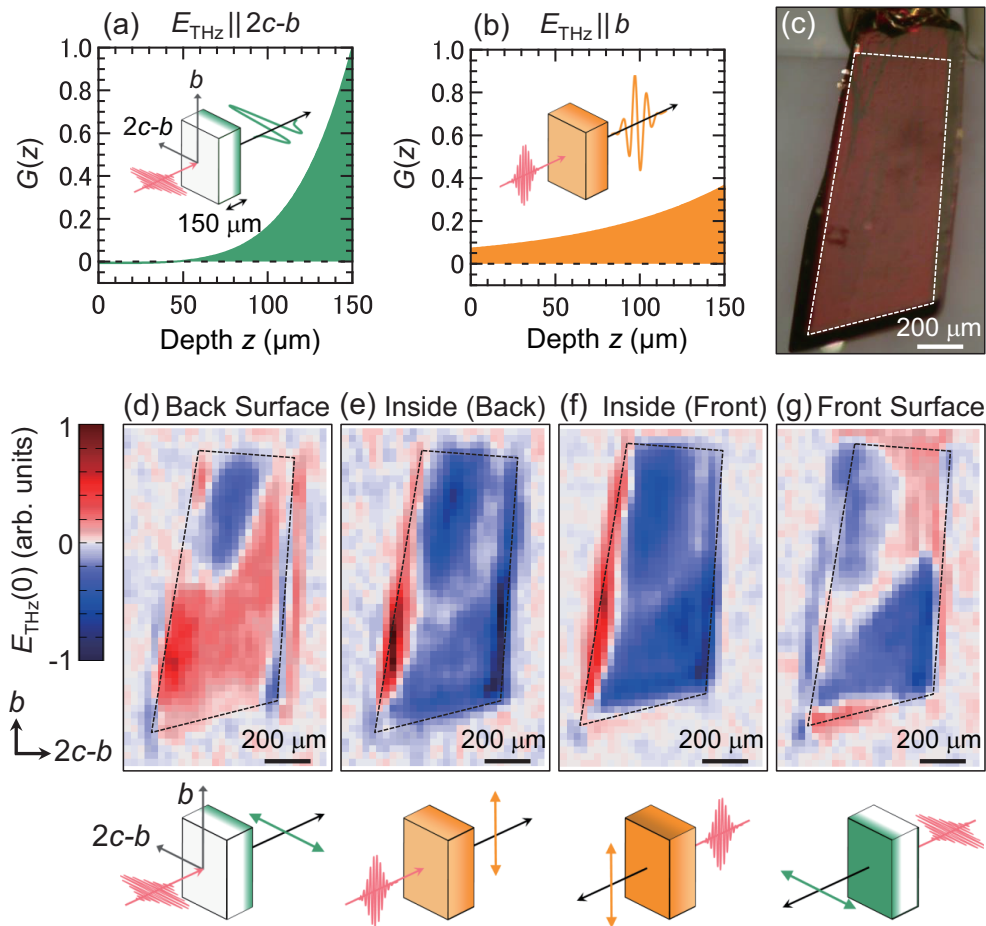 (a) E_THz || 2c-b
G(z)
1.0
0.8
0.6
0.4
0.2
0
b
2c-b
150 μm
0 50 100 150
Depth z (μm)
(b) E_THz || b
G(z)
1.0
0.8
0.6
0.4
0.2
0
0 50 100 150
Depth z (μm)
(c)
200 μm
(d) Back Surface
(e) Inside (Back)
(f) Inside (Front)
(g) Front Surface
E_THz(0) (arb. units)
1
0
-1
b
2c-b
200 μm
200 μm
200 μm
200 μm
b
2c-b